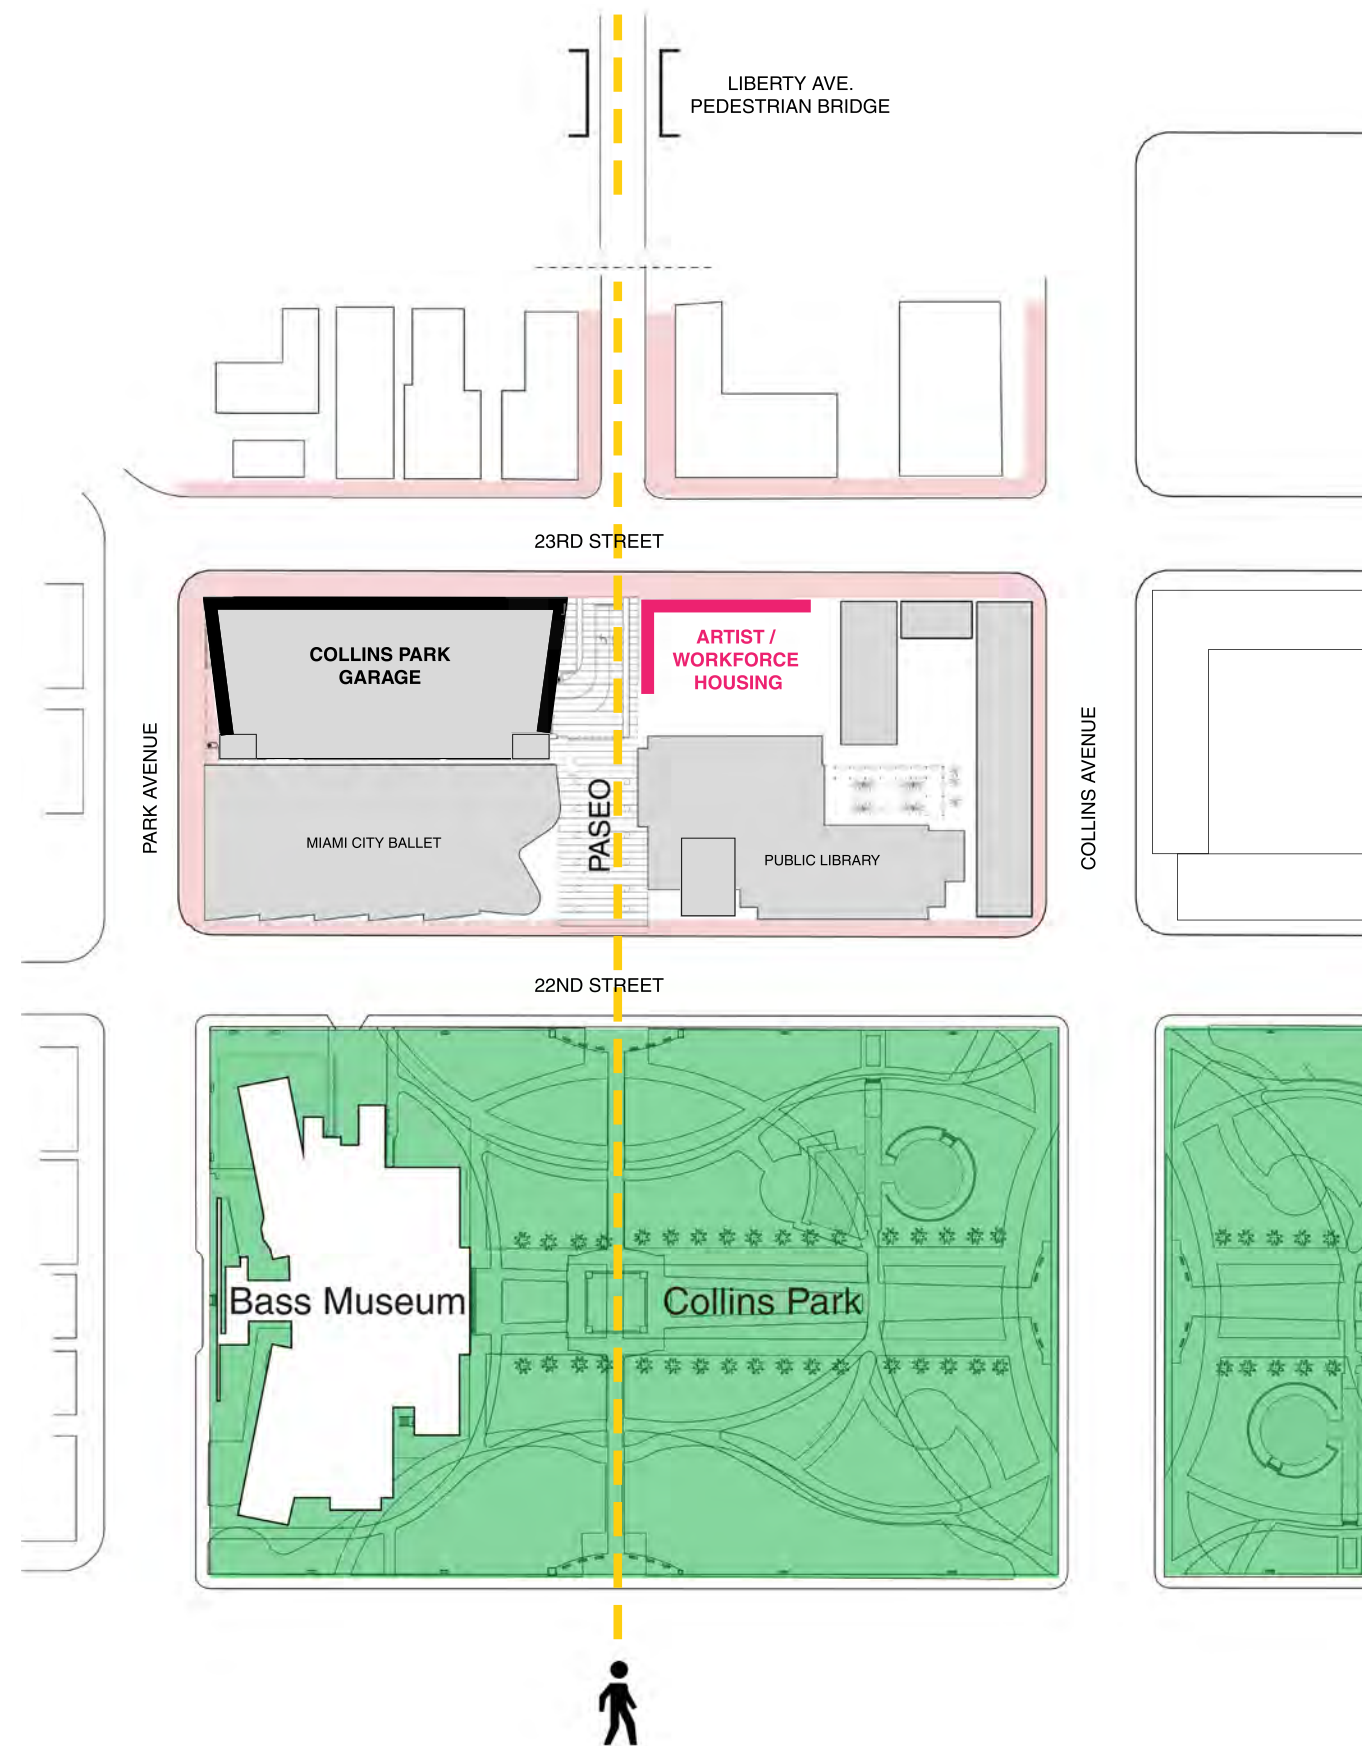 LIBERTY AVE.
PEDESTRIAN BRIDGE
23RD STREET
COLLINS PARK
GARAGE
ARTIST /
WORKFORCE
HOUSING
PARK AVENUE
PASEO
COLLINS AVENUE
MIAMI CITY BALLET
PUBLIC LIBRARY
22ND STREET
Bass Museum
Collins Park